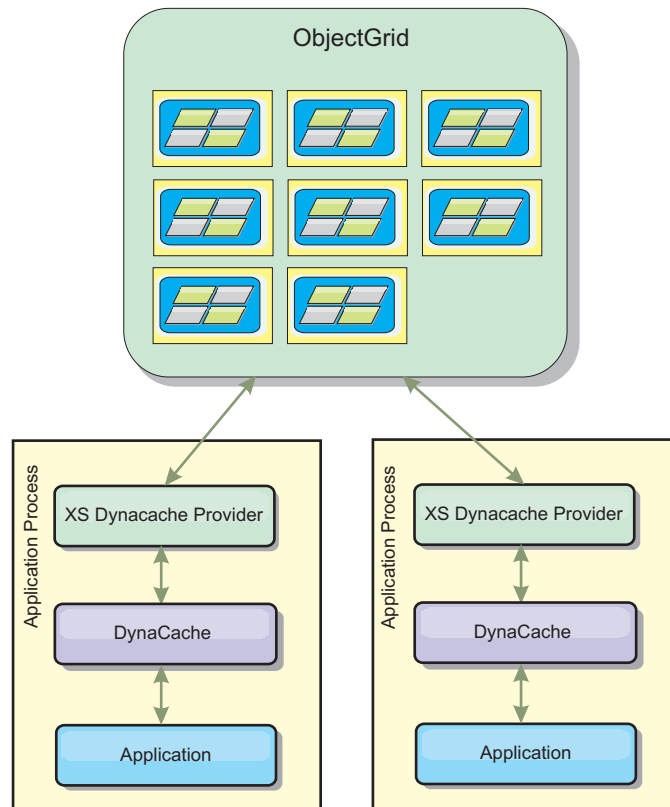 ObjectGrid
Application Process
XS Dynacache Provider
DynaCache
Application
Application Process
XS Dynacache Provider
DynaCache
Application